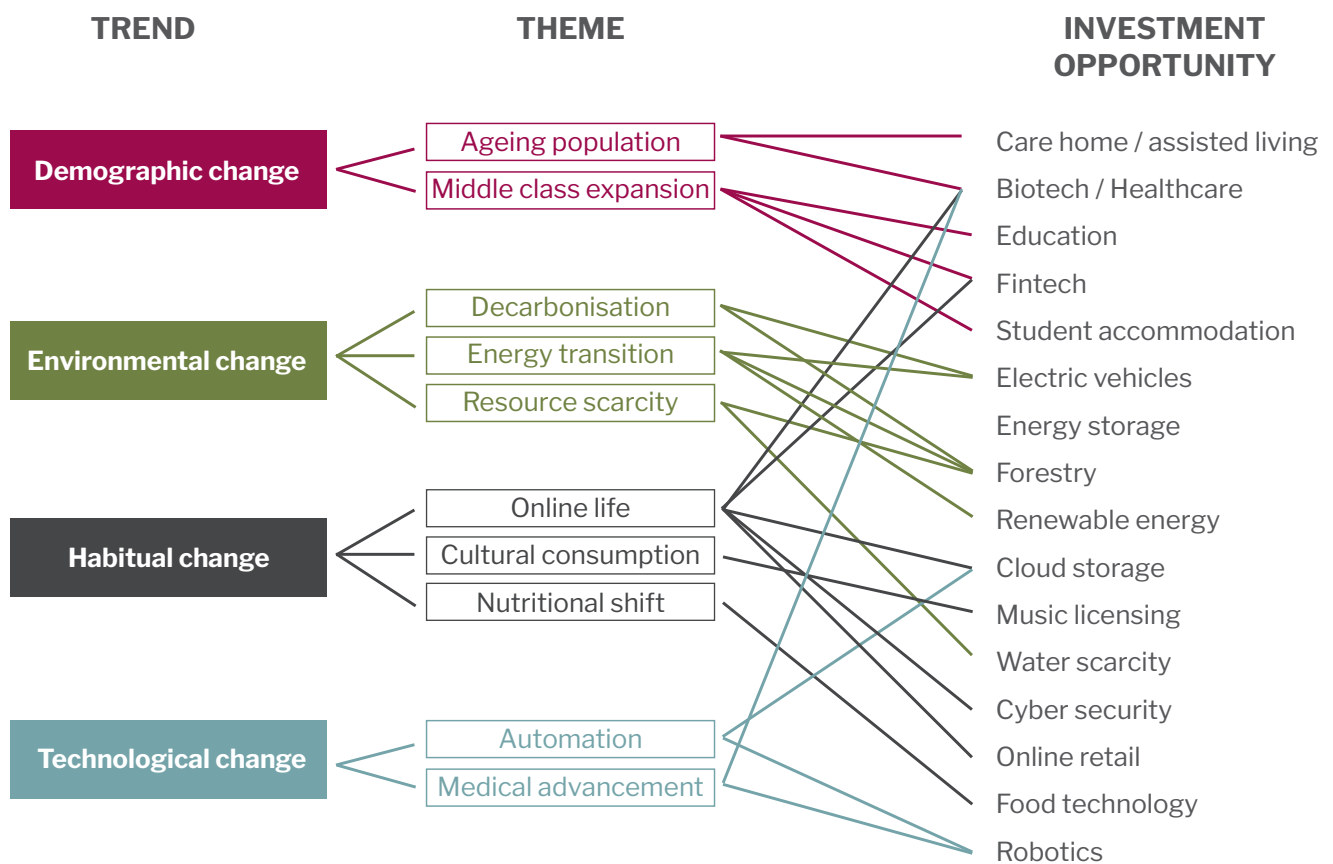 TREND
THEME
INVESTMENT
OPPORTUNITY
Demographic change
Ageing population
Middle class expansion
Environmental change
Decarbonisation
Energy transition
Resource scarcity
Habitual change
Online life
Cultural consumption
Nutritional shift
Technological change
Automation
Medical advancement
Care home / assisted living
Biotech / Healthcare
Education
Fintech
Student accommodation
Electric vehicles
Energy storage
Forestry
Renewable energy
Cloud storage
Music licensing
Water scarcity
Cyber security
Online retail
Food technology
Robotics